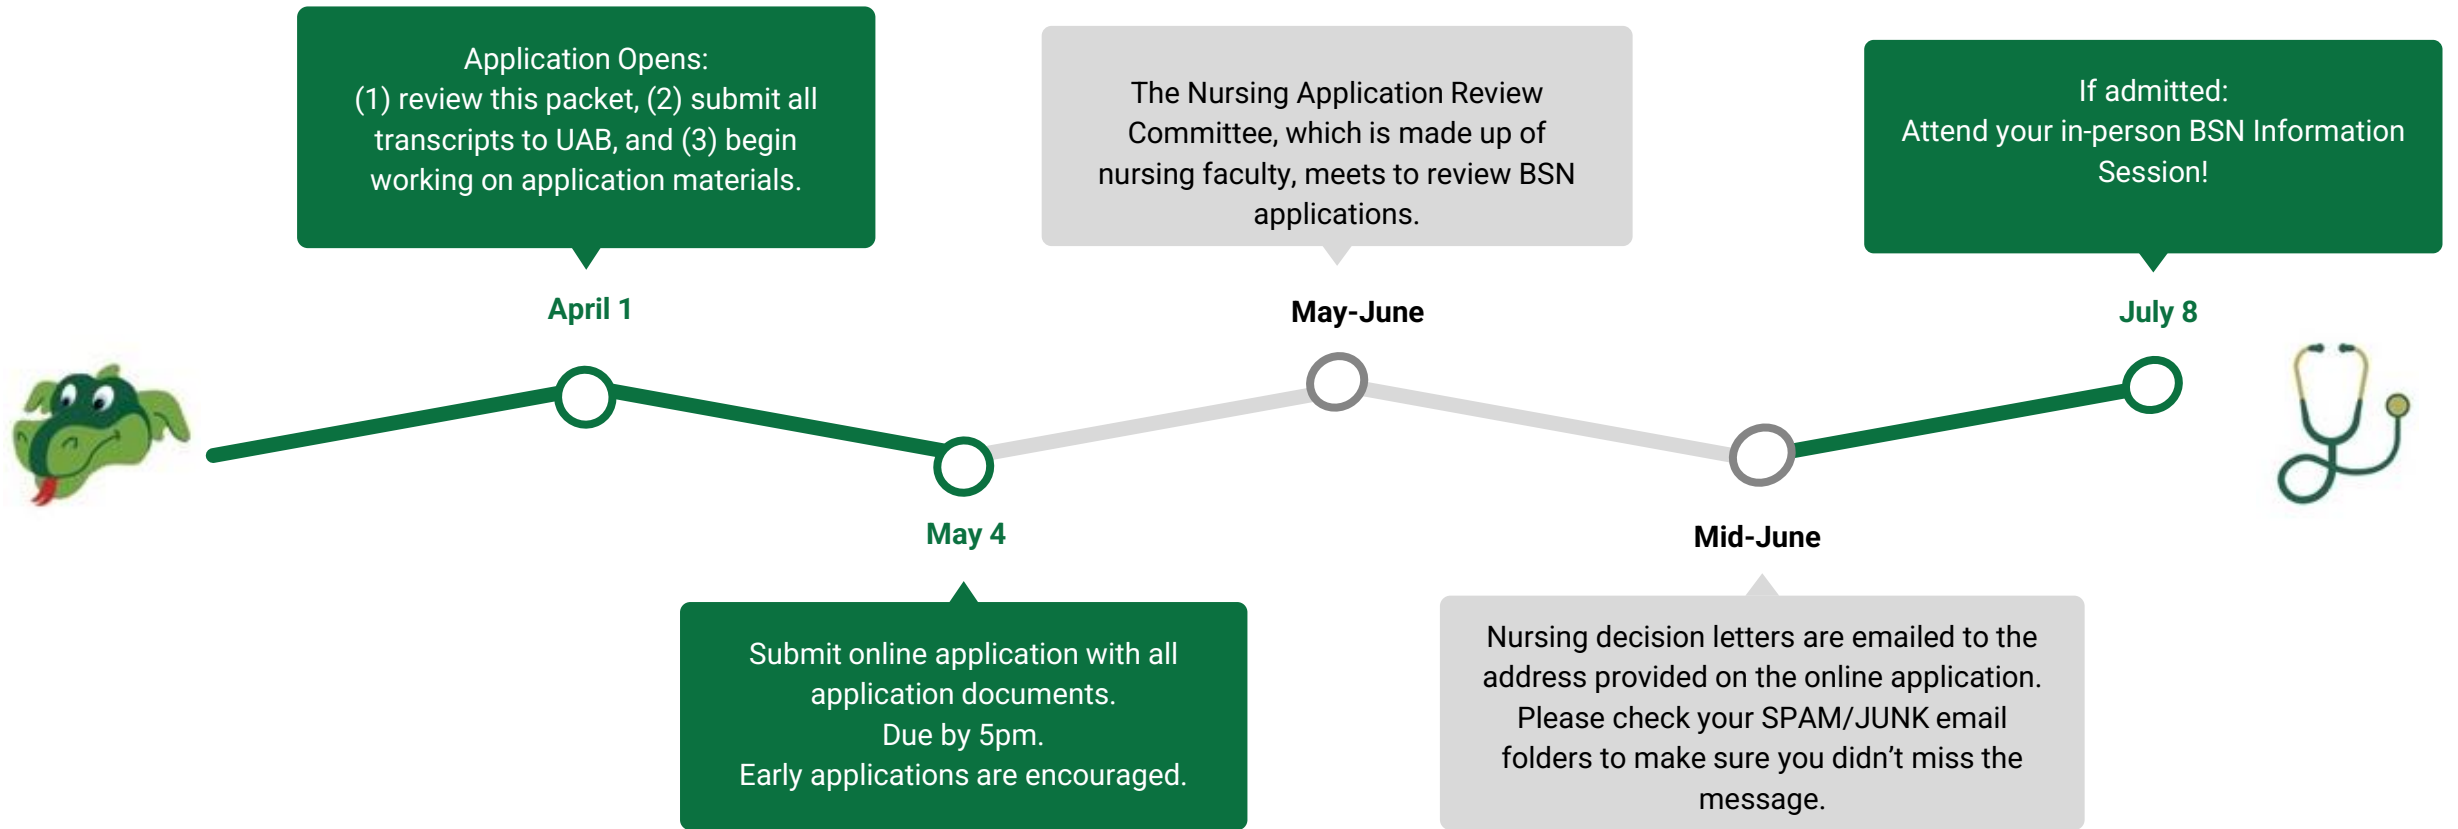 Application Opens:
(1) review this packet, (2) submit all
transcripts to UAB, and (3) begin
working on application materials.
April 1
The Nursing Application Review
Committee, which is made up of
nursing faculty, meets to review BSN
applications.
May-June
If admitted:
Attend your in-person BSN Information
Session!
July 8
May 4
Submit online application with all
application documents.
Due by 5pm.
Early applications are encouraged.
Mid-June
Nursing decision letters are emailed to the
address provided on the online application.
Please check your SPAM/JUNK email
folders to make sure you didn’t miss the
message.